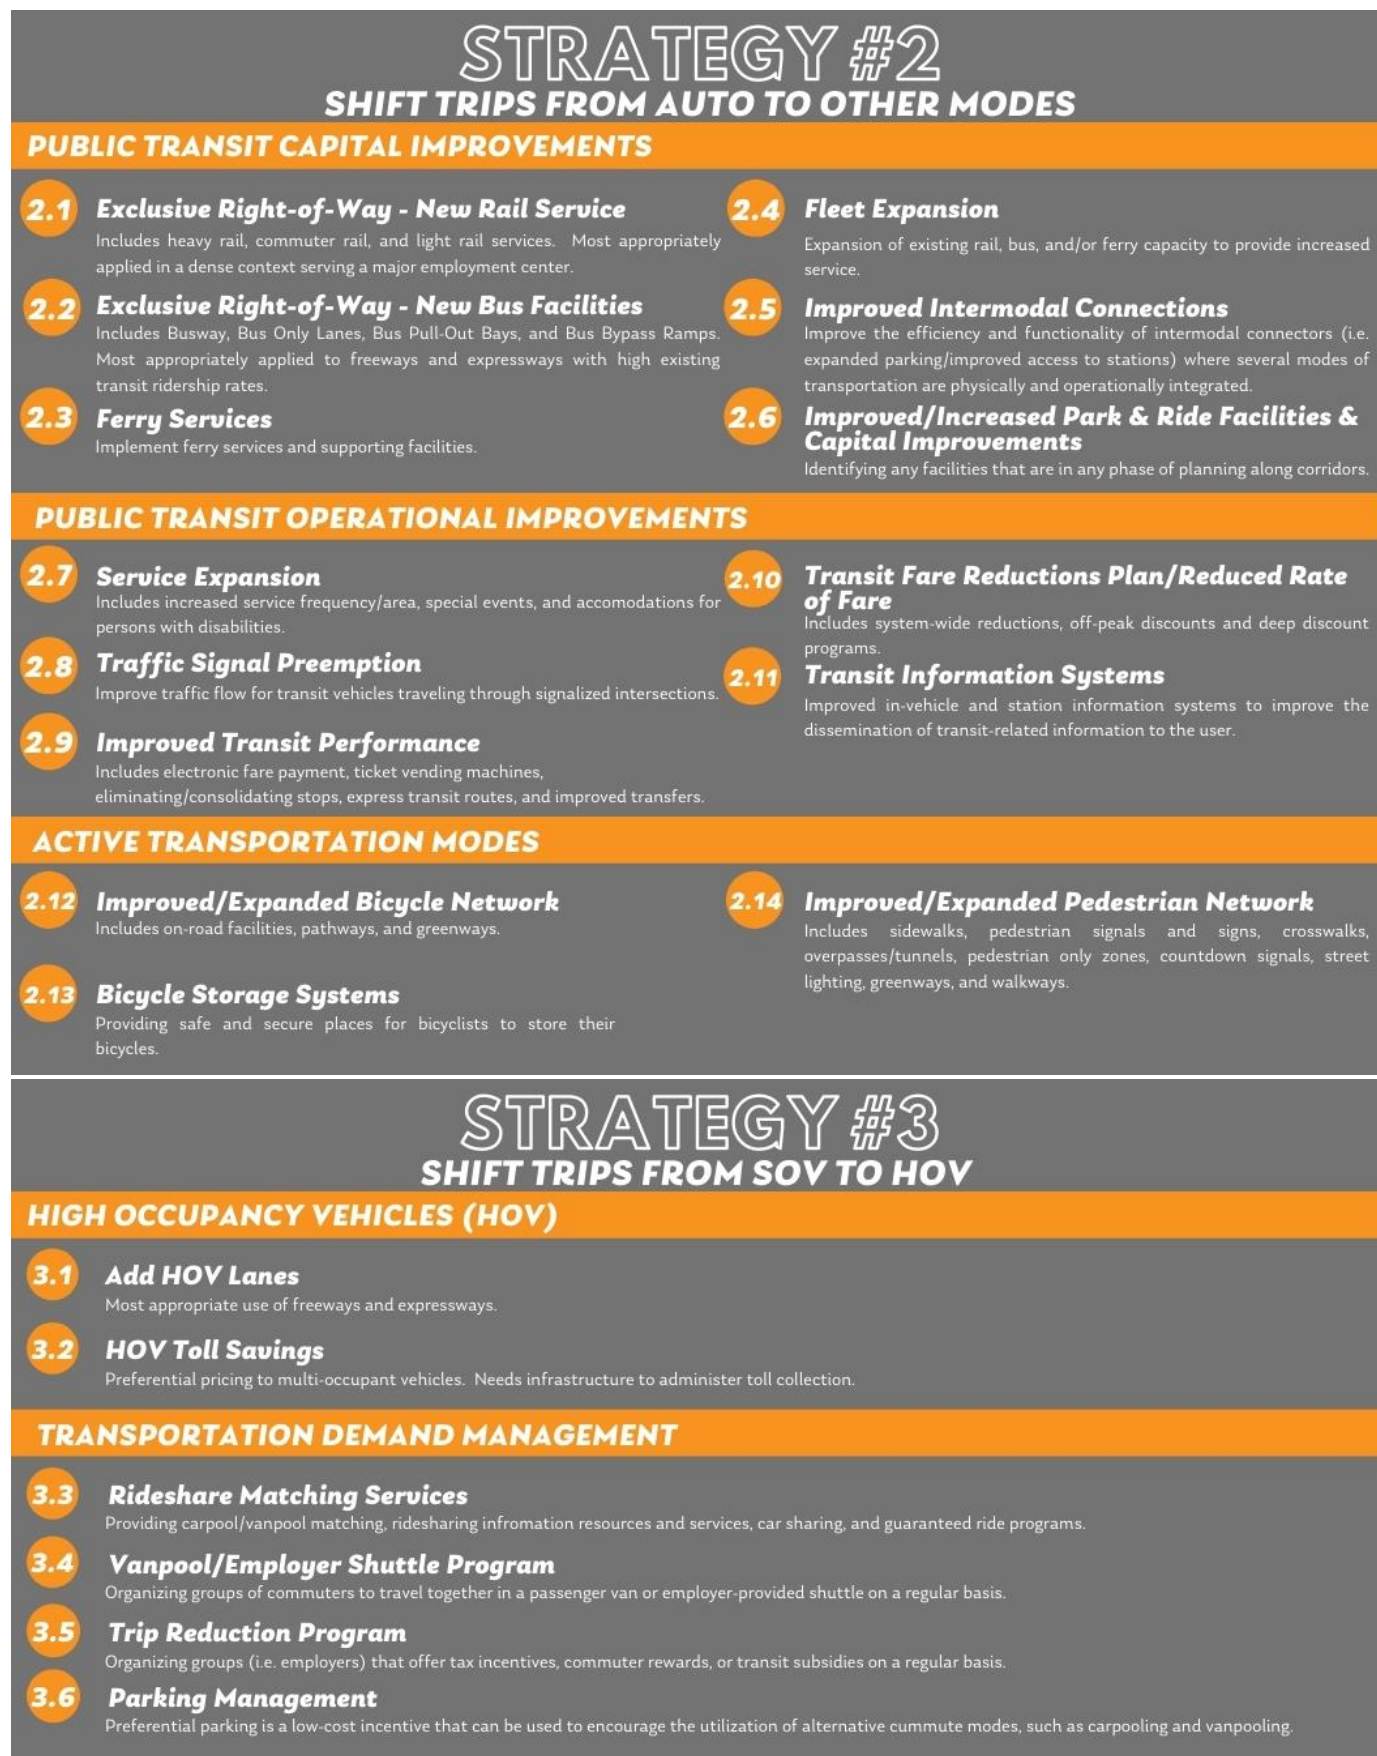 STRATEGY #2
SHIFT TRIPS FROM AUTO TO OTHER MODES
PUBLIC TRANSIT CAPITAL IMPROVEMENTS
2.1 Exclusive Right-of-Way - New Rail Service
Includes heavy rail, commuter rail, and light rail services. Most appropriately
applied in a dense context serving a major employment center.
2.2 Exclusive Right-of-Way - New Bus Facilities
Includes Busway, Bus Only Lanes, Bus Pull-Out Bays, and Bus Bypass Ramps.
Most appropriately applied to freeways and expressways with high existing
transit ridership rates.
2.3 Ferry Services
Implement ferry services and supporting facilities.
2.4 Fleet Expansion
Expansion of existing rail, bus, and/or ferry capacity to provide increased
service.
2.5 Improved Intermodal Connections
Improve the efficiency and functionality of intermodal connectors (i.e.
expanded parking/improved access to stations) where several modes of
transportation are physically and operationally integrated.
2.6 Improved/Increased Park & Ride Facilities &
Capital Improvements
Identifying any facilities that are in any phase of planning along corridors.
PUBLIC TRANSIT OPERATIONAL IMPROVEMENTS
2.7 Service Expansion
Includes increased service frequency/area, special events, and accomodations for
persons with disabilities.
2.8 Traffic Signal Preemption
Improve traffic flow for transit vehicles traveling through signalized intersections.
2.9 Improved Transit Performance
Includes electronic fare payment, ticket vending machines,
eliminating/consolidating stops, express transit routes, and improved transfers.
2.10 Transit Fare Reductions Plan/Reduced Rate
of Fare
Includes system-wide reductions, off-peak discounts and deep discount
programs.
2.11 Transit Information Systems
Improved in-vehicle and station information systems to improve the
dissemination of transit-related information to the user.
ACTIVE TRANSPORTATION MODES
2.12 Improved/Expanded Bicycle Network
Includes on-road facilities, pathways, and greenways.
2.13 Bicycle Storage Systems
Providing safe and secure places for bicyclists to store their
bicycles.
2.14 Improved/Expanded Pedestrian Network
Includes sidewalks, pedestrian signals and signs, crosswalks,
overpasses/tunnels, pedestrian only zones, countdown signals, street
lighting, greenways, and walkways.
STRATEGY #3
SHIFT TRIPS FROM SOV TO HOV
HIGH OCCUPANCY VEHICLES (HOV)
3.1 Add HOV Lanes
Most appropriate use of freeways and expressways.
3.2 HOV Toll Savings
Preferential pricing to multi-occupant vehicles. Needs infrastructure to administer toll collection.
TRANSPORTATION DEMAND MANAGEMENT
3.3 Rideshare Matching Services
Providing carpool/vanpool matching, ridesharing infromation resources and services, car sharing, and guaranteed ride programs.
3.4 Vanpool/Employer Shuttle Program
Organizing groups of commuters to travel together in a passenger van or employer-provided shuttle on a regular basis.
3.5 Trip Reduction Program
Organizing groups (i.e. employers) that offer tax incentives, commuter rewards, or transit subsidies on a regular basis.
3.6 Parking Management
Preferential parking is a low-cost incentive that can be used to encourage the utilization of alternative cummute modes, such as carpooling and vanpooling.